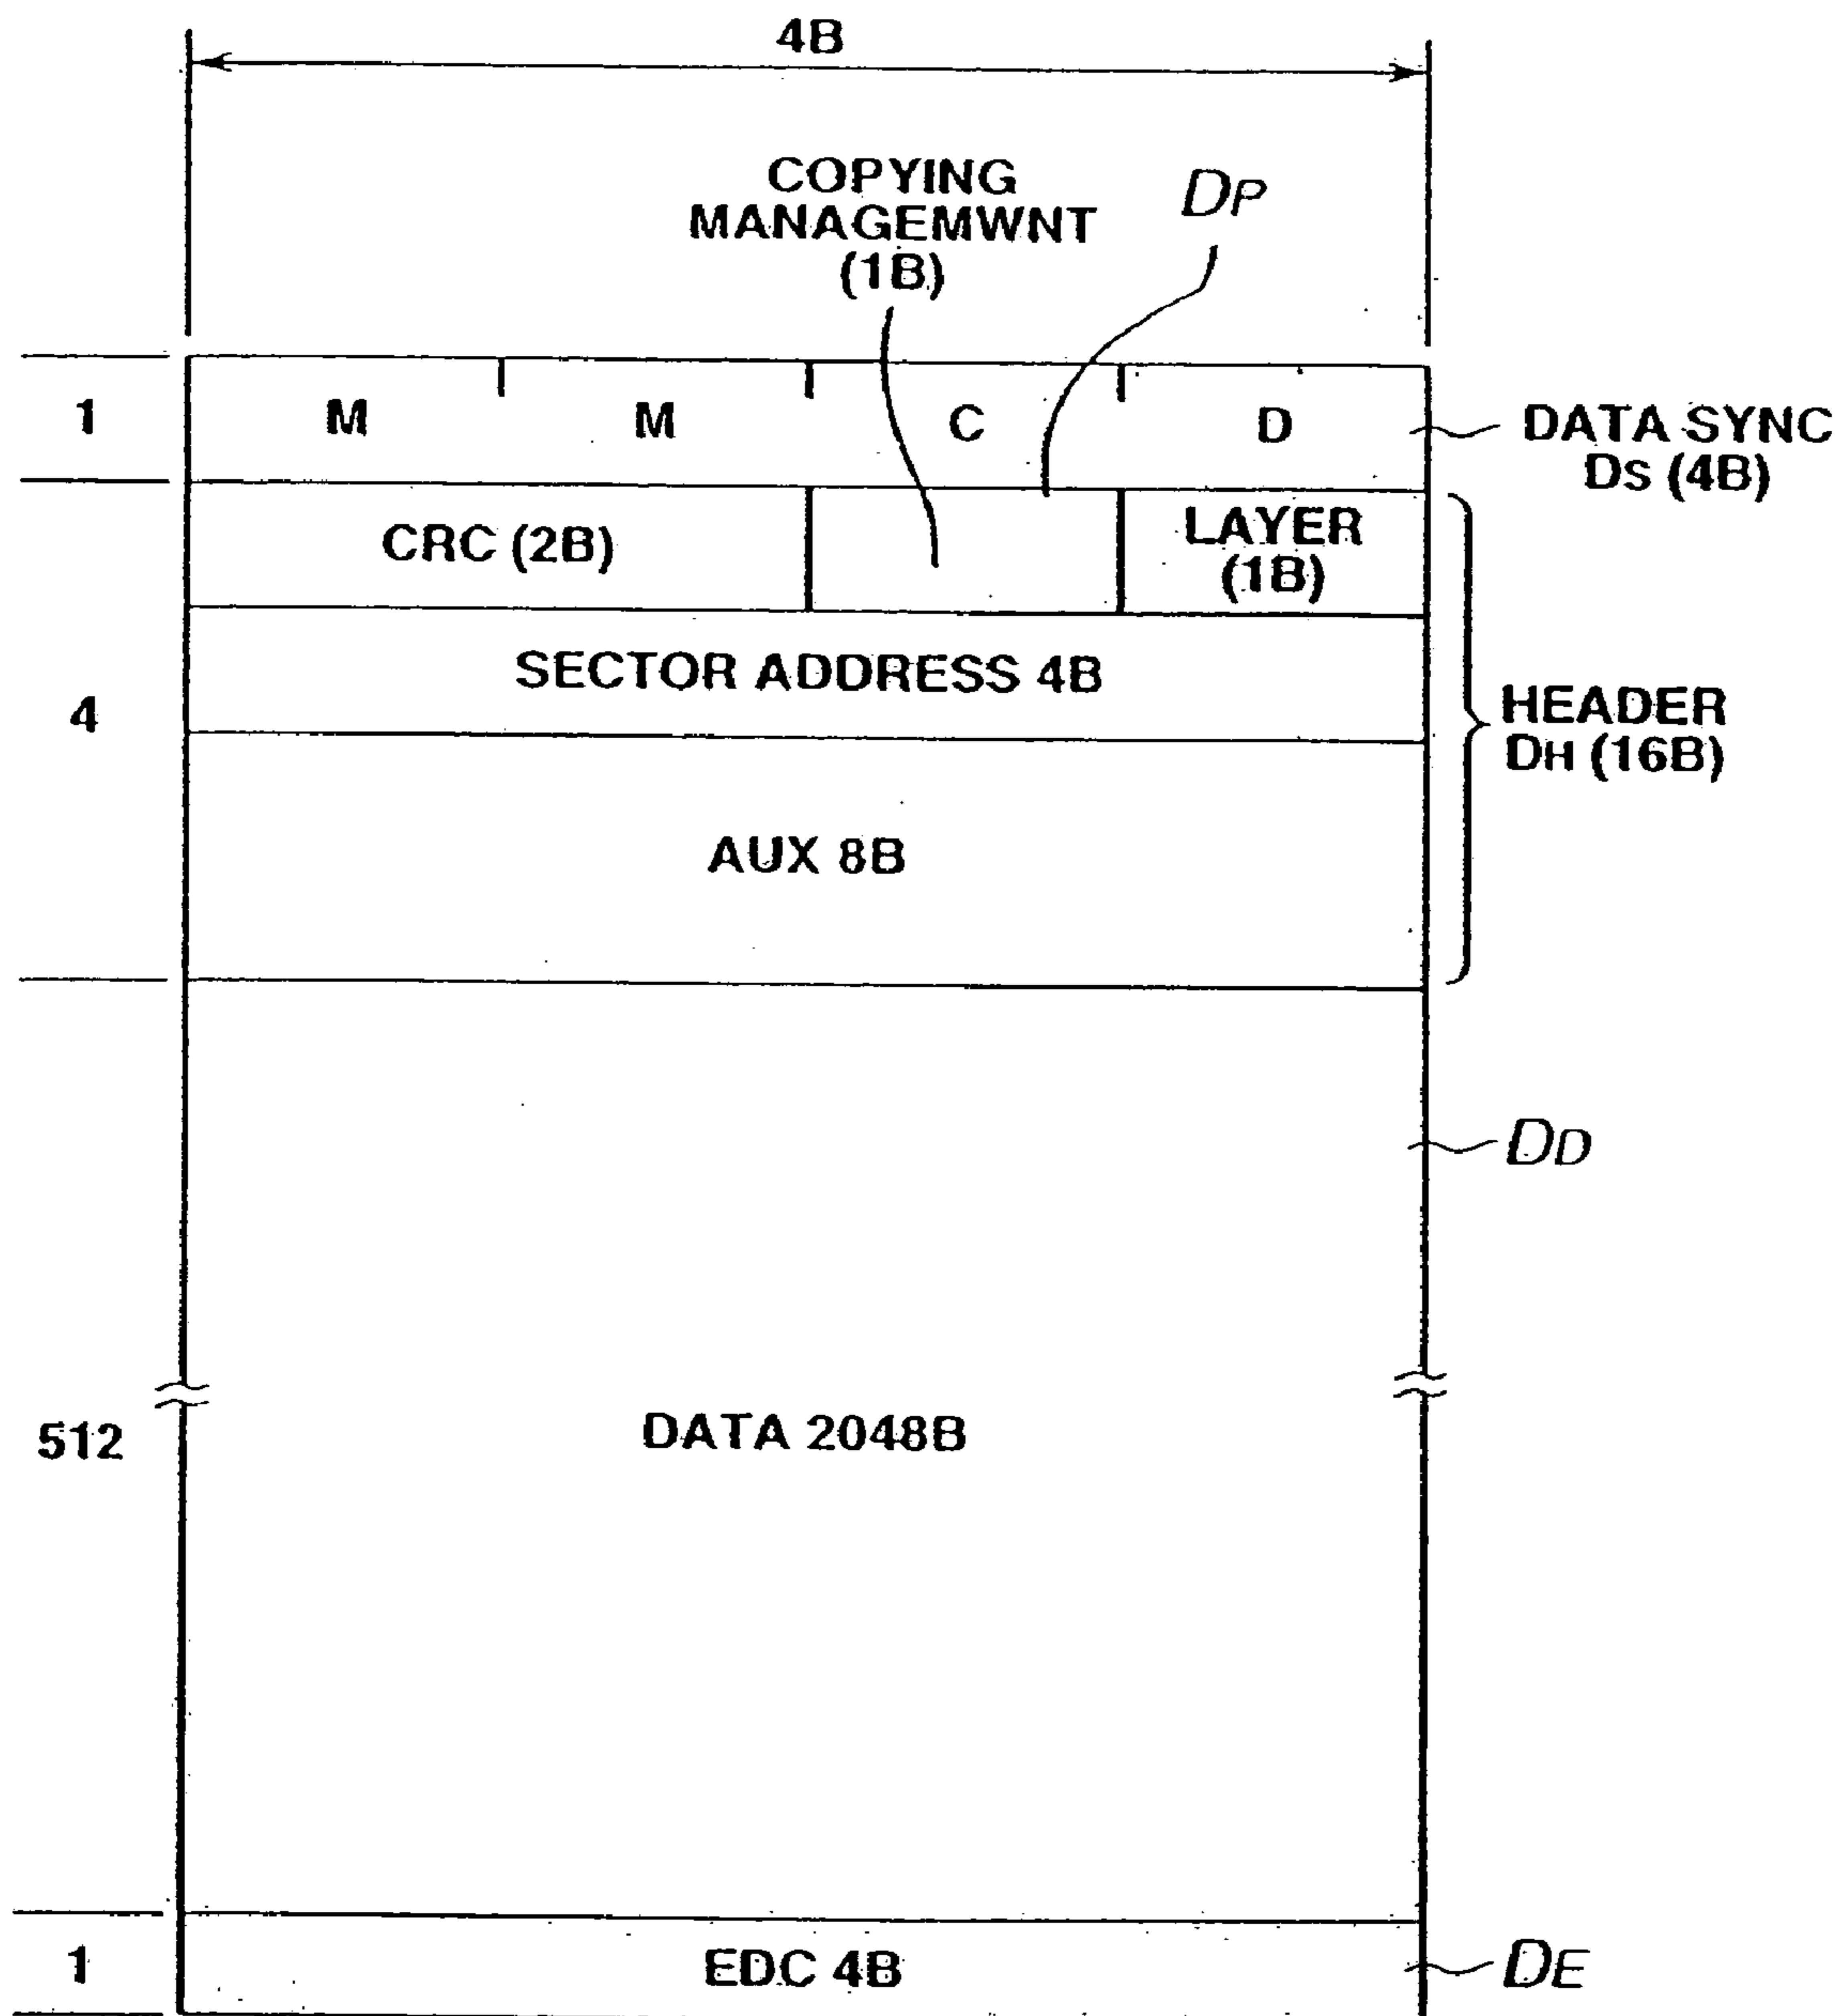 4B
COPYING
MANAGEMWNT
(1B)
DP
1
M M C D
DATA SYNC
DS (4B)
CRC (2B)
LAYER
(1B)
SECTOR ADDRESS 4B
4
HEADER
DH (16B)
AUX 8B
DD
512
DATA 2048B
1
EDC 4B
DE